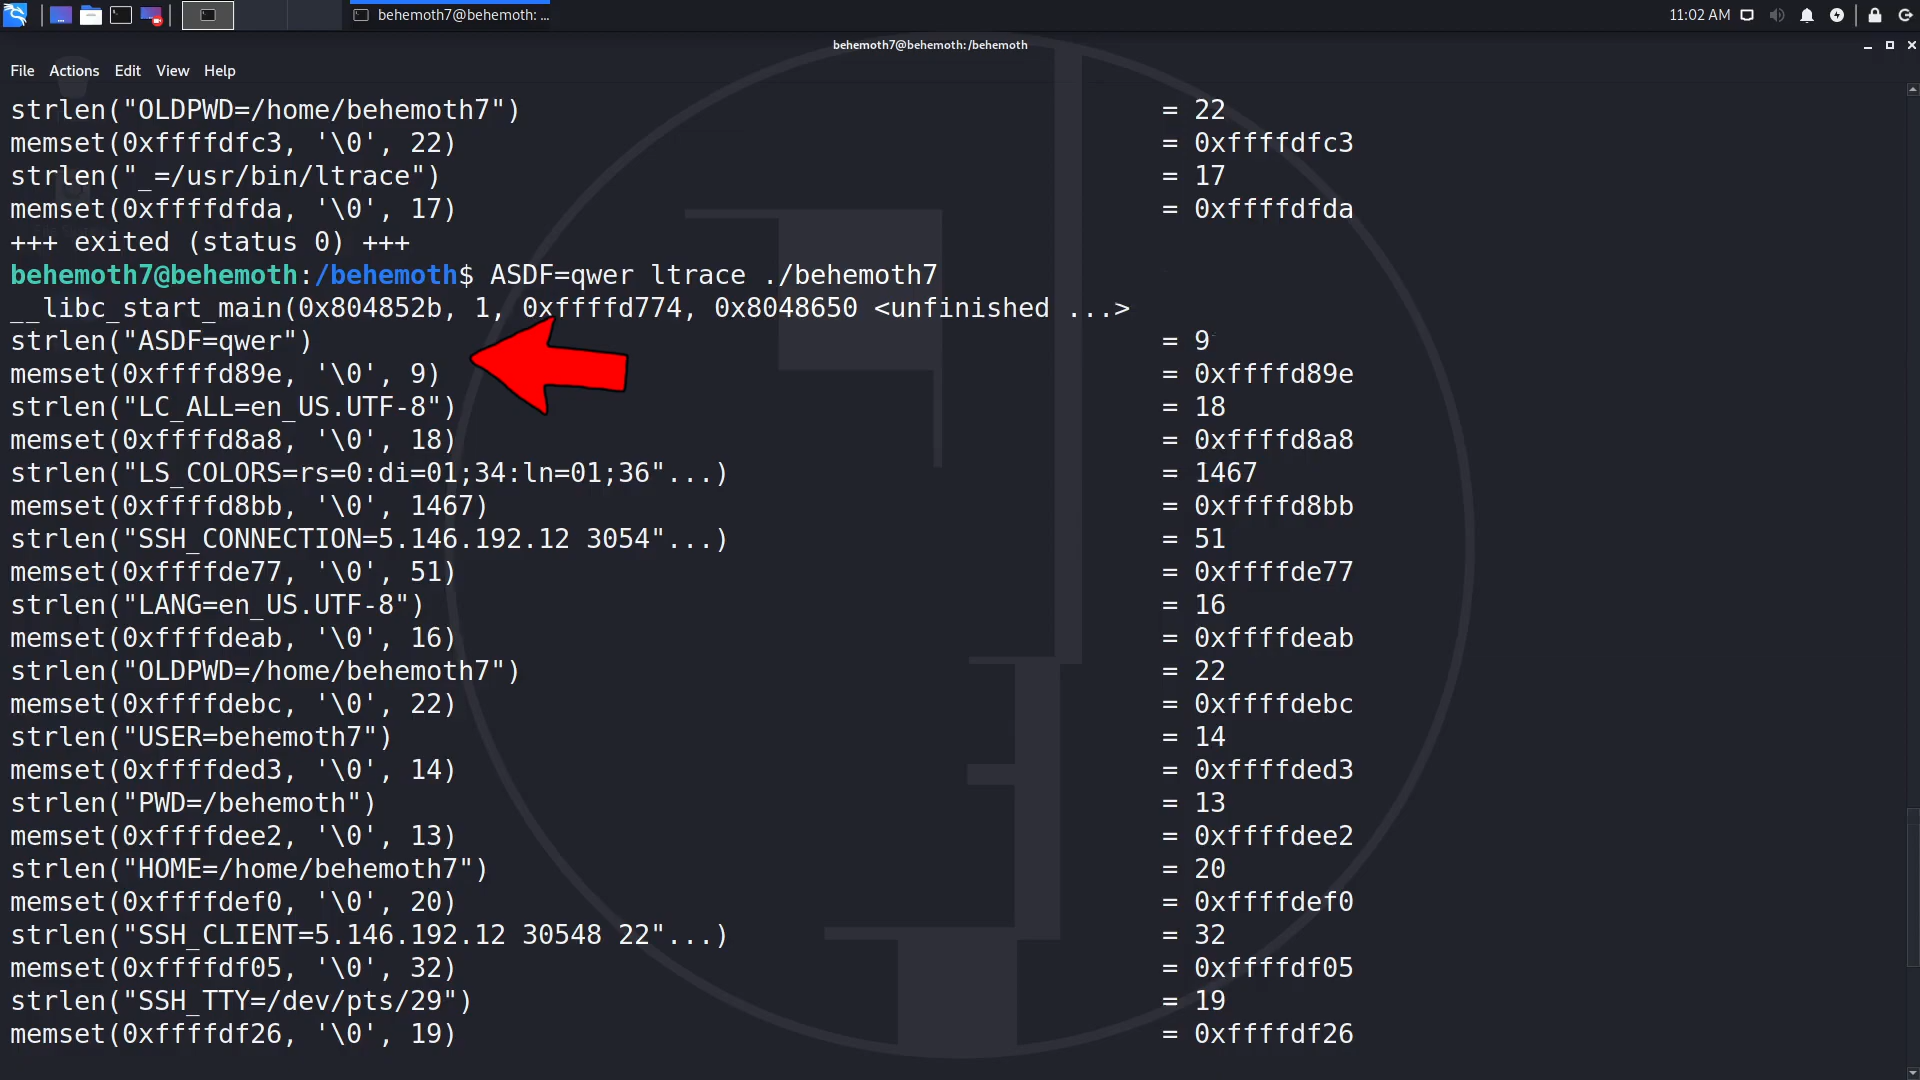 behemoth7@behemoth: ...
11:02 AM
behemoth7@behemoth: /behemoth
File Actions Edit View Help
strlen("OLDPWD=/home/behemoth7") = 22
memset(0xffffdfc3, '\0', 22) = 0xffffdfc3
strlen("_=/usr/bin/ltrace") = 17
memset(0xffffdfda, '\0', 17) = 0xffffdfda
+++ exited (status 0) +++
behemoth7@behemoth:/behemoth$ ASDF=qwer ltrace ./behemoth7
__libc_start_main(0x804852b, 1, 0xffffd774, 0x8048650 <unfinished ...>
strlen("ASDF=qwer") = 9
memset(0xffffd89e, '\0', 9) = 0xffffd89e
strlen("LC_ALL=en_US.UTF-8") = 18
memset(0xffffd8a8, '\0', 18) = 0xffffd8a8
strlen("LS_COLORS=rs=0:di=01;34:ln=01;36"...) = 1467
memset(0xffffd8bb, '\0', 1467) = 0xffffd8bb
strlen("SSH_CONNECTION=5.146.192.12 3054"...) = 51
memset(0xffffde77, '\0', 51) = 0xffffde77
strlen("LANG=en_US.UTF-8") = 16
memset(0xffffdeab, '\0', 16) = 0xffffdeab
strlen("OLDPWD=/home/behemoth7") = 22
memset(0xffffdebc, '\0', 22) = 0xffffdebc
strlen("USER=behemoth7") = 14
memset(0xffffded3, '\0', 14) = 0xffffded3
strlen("PWD=/behemoth") = 13
memset(0xffffdee2, '\0', 13) = 0xffffdee2
strlen("HOME=/home/behemoth7") = 20
memset(0xffffdef0, '\0', 20) = 0xffffdef0
strlen("SSH_CLIENT=5.146.192.12 30548 22"...) = 32
memset(0xffffdf05, '\0', 32) = 0xffffdf05
strlen("SSH_TTY=/dev/pts/29") = 19
memset(0xffffdf26, '\0', 19) = 0xffffdf26